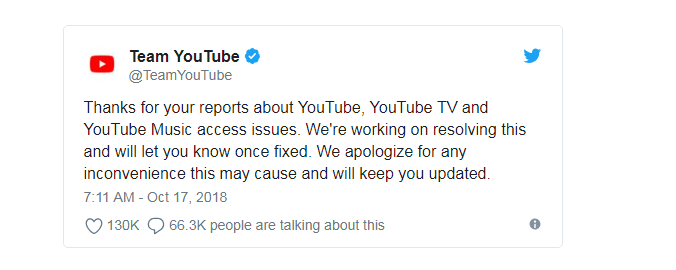 Team YouTube
@TeamYouTube
Thanks for your reports about YouTube, YouTube TV and
YouTube Music access issues. We're working on resolving this
and will let you know once fixed. We apologize for any
inconvenience this may cause and will keep you updated.
7:11 AM - Oct 17, 2018
130K 66.3K people are talking about this